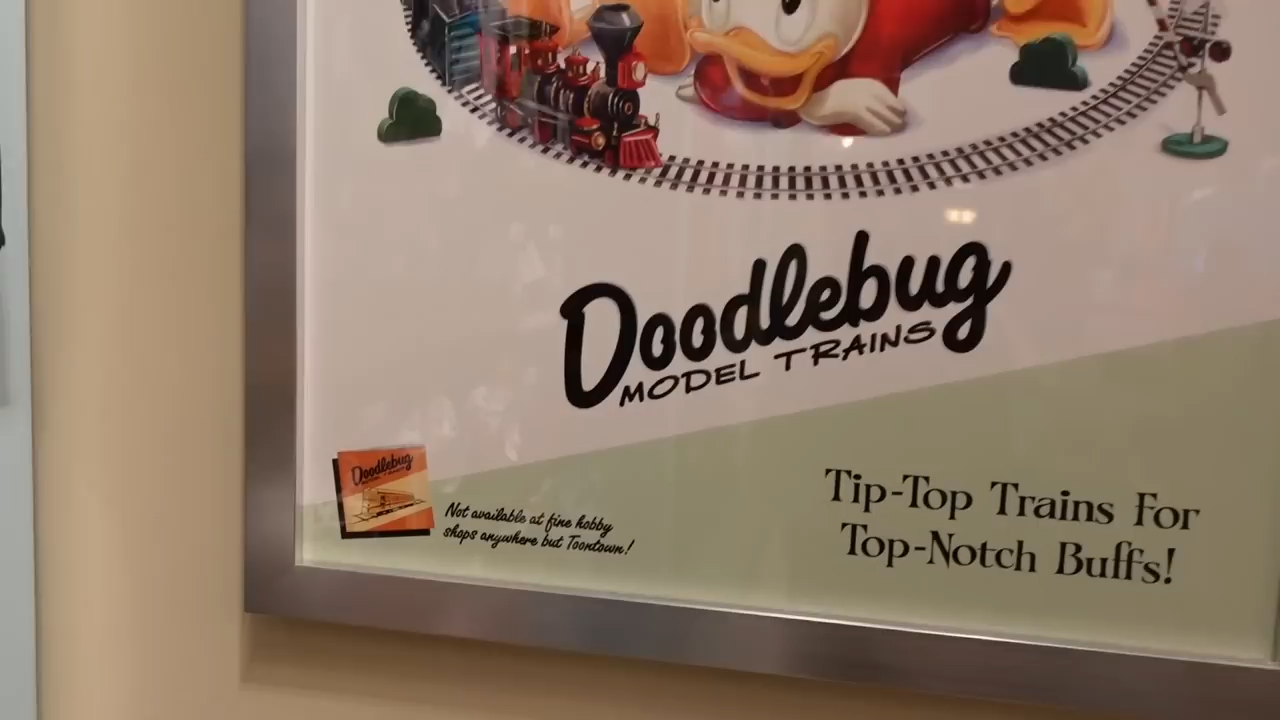 Doodlebug
MODEL TRAINS
Doodlebug
Not available at fine hobby
shops anywhere but Toontown!
Tip-Top Trains For
Top-Notch Buffs!